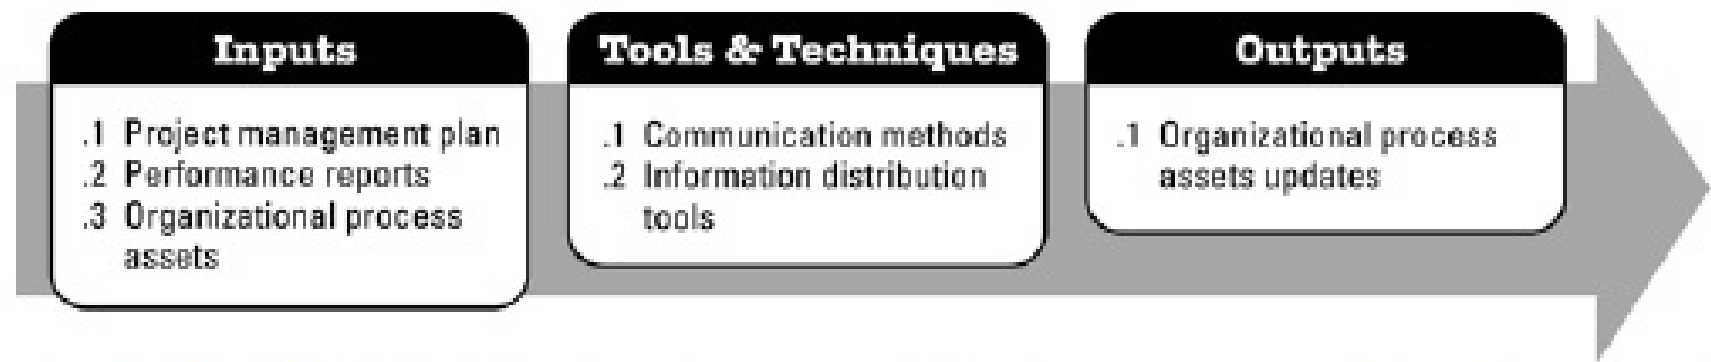 Inputs
.1 Project management plan
.2 Performance reports
.3 Organizational process
assets
Tools & Techniques
.1 Communication methods
.2 Information distribution
tools
Outputs
.1 Organizational process
assets updates